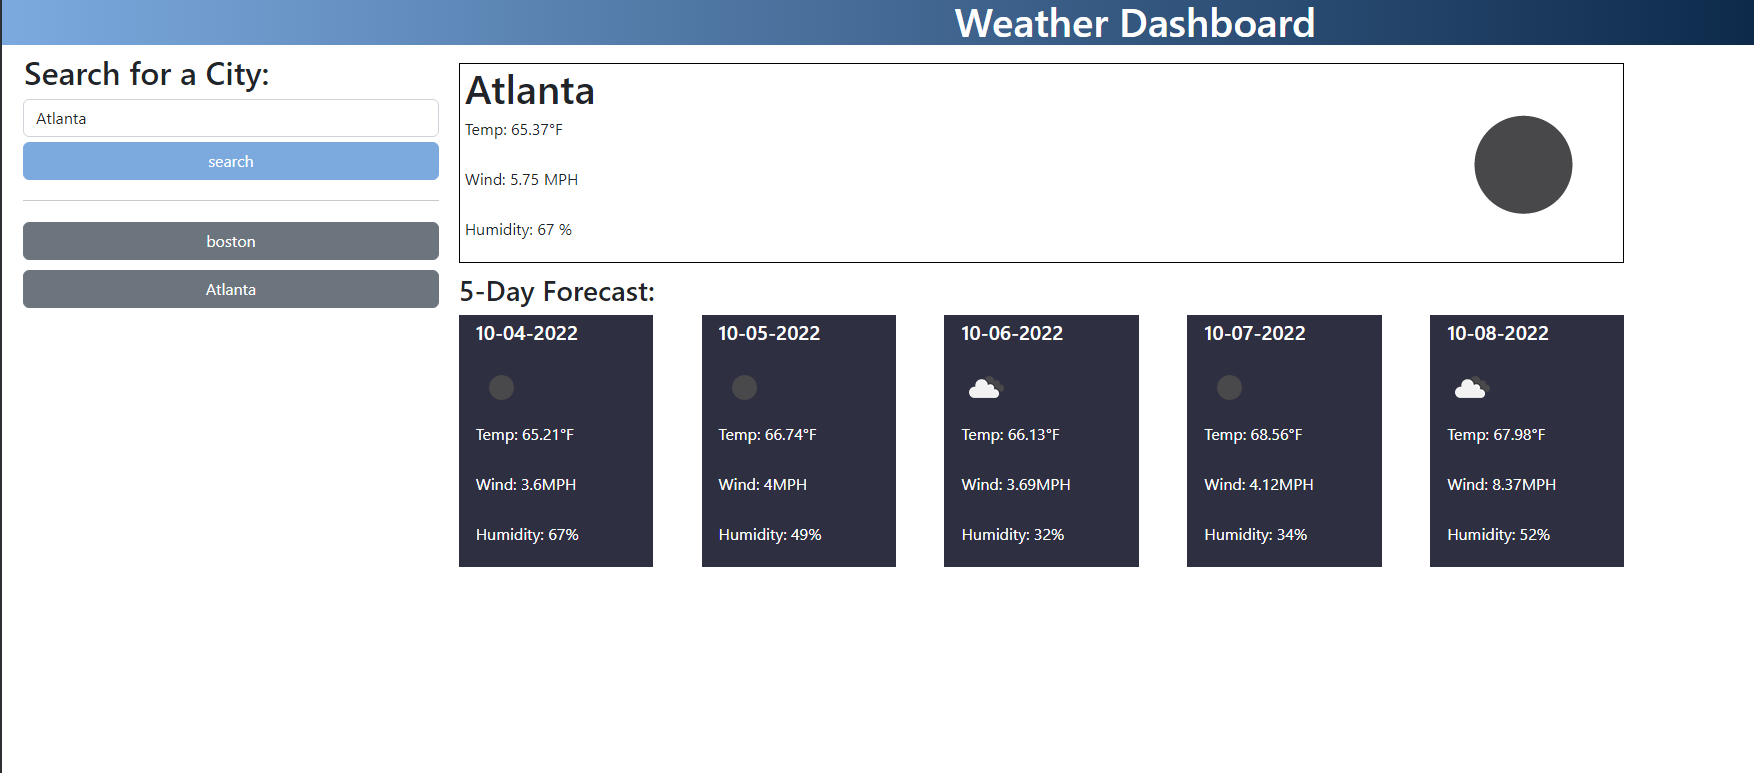 Weather Dashboard
Search for a City:
Atlanta
search
boston
Atlanta
Atlanta
Temp: 65.37°F
Wind: 5.75 MPH
Humidity: 67 %
5-Day Forecast:
10-04-2022
Temp: 65.21°F
Wind: 3.6MPH
Humidity: 67%
10-05-2022
Temp: 66.74°F
Wind: 4MPH
Humidity: 49%
10-06-2022
Temp: 66.13°F
Wind: 3.69MPH
Humidity: 32%
10-07-2022
Temp: 68.56°F
Wind: 4.12MPH
Humidity: 34%
10-08-2022
Temp: 67.98°F
Wind: 8.37MPH
Humidity: 52%